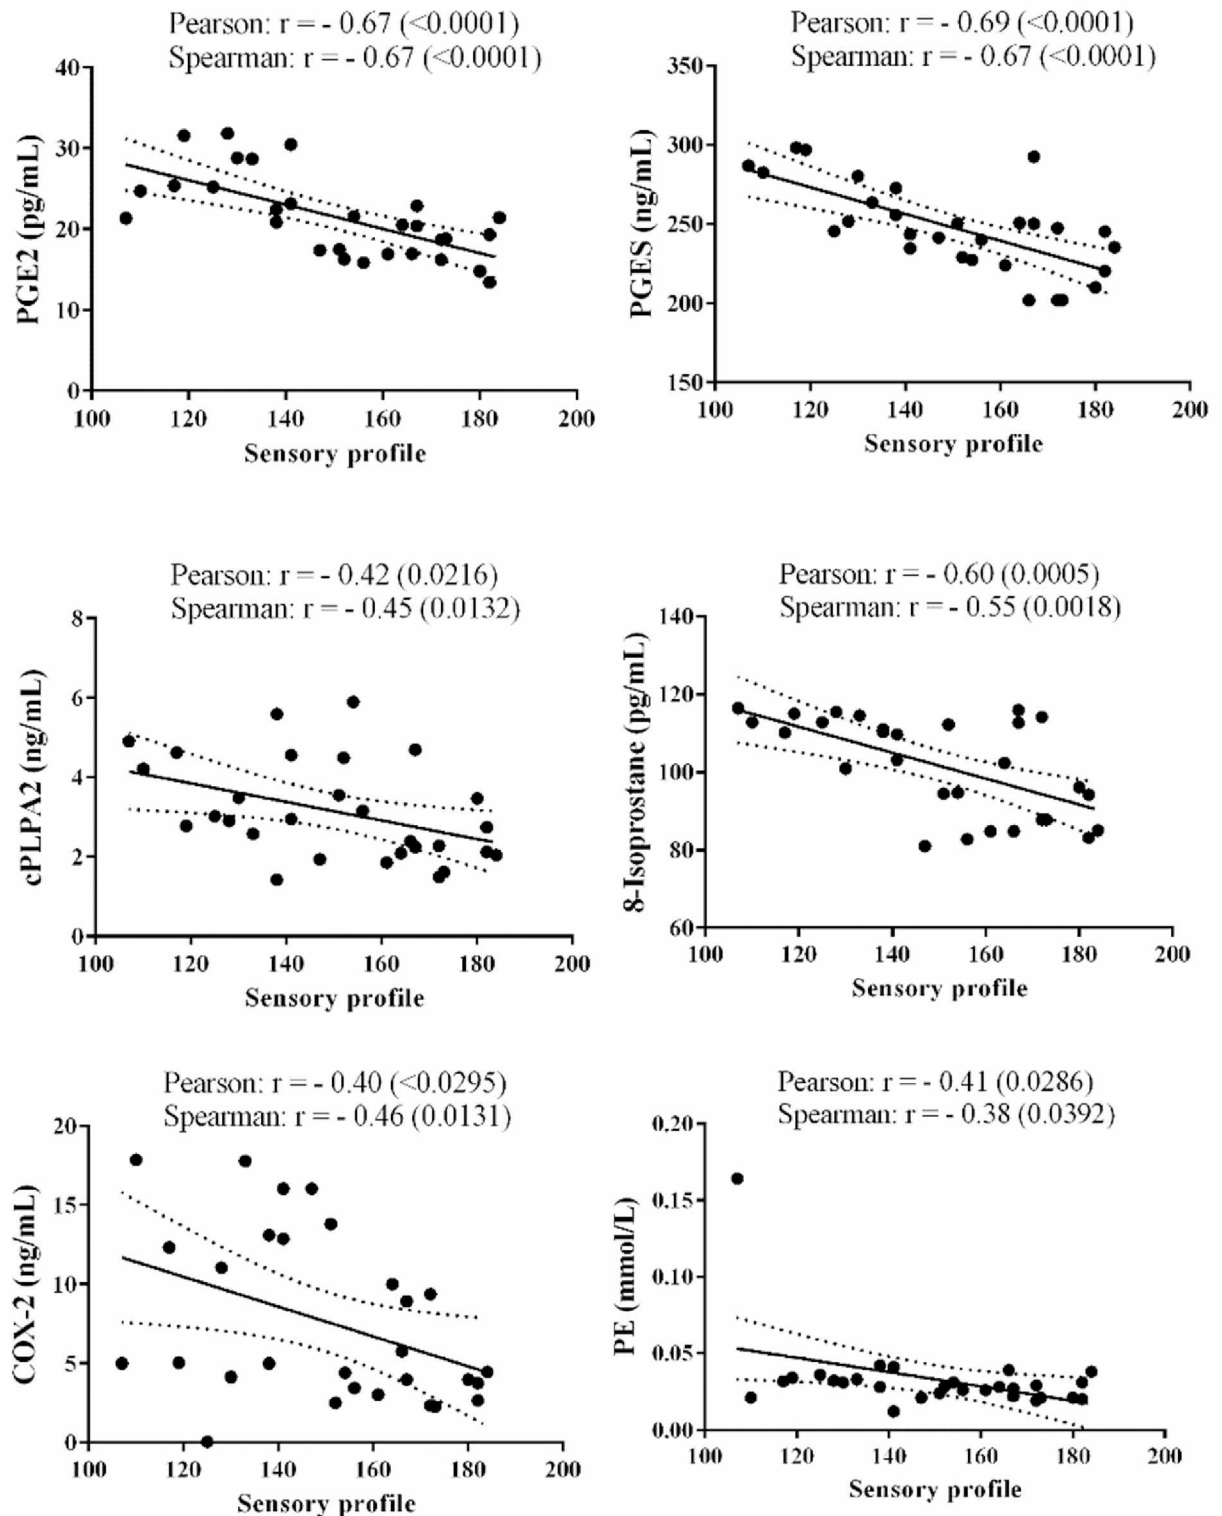 Pearson: r = - 0.67 (<0.0001)
Spearman: r = - 0.67 (<0.0001)
40
30
20
10
0
PGE2 (pg/mL)
100 120 140 160 180 200
Sensory profile
Pearson: r = - 0.69 (<0.0001)
Spearman: r = - 0.67 (<0.0001)
350
300
250
200
150
PGES (ng/mL)
100 120 140 160 180 200
Sensory profile
Pearson: r = - 0.42 (0.0216)
Spearman: r = - 0.45 (0.0132)
8
6
4
2
0
cPLPA2 (ng/mL)
100 120 140 160 180 200
Sensory profile
Pearson: r = - 0.60 (0.0005)
Spearman: r = - 0.55 (0.0018)
140
120
100
80
60
8-Isoprostane (pg/mL)
100 120 140 160 180 200
Sensory profile
Pearson: r = - 0.40 (<0.0295)
Spearman: r = - 0.46 (0.0131)
20
15
10
5
0
COX-2 (ng/mL)
100 120 140 160 180 200
Sensory profile
Pearson: r = - 0.41 (0.0286)
Spearman: r = - 0.38 (0.0392)
0.20
0.15
0.10
0.05
0.00
PE (mmol/L)
100 120 140 160 180 200
Sensory profile